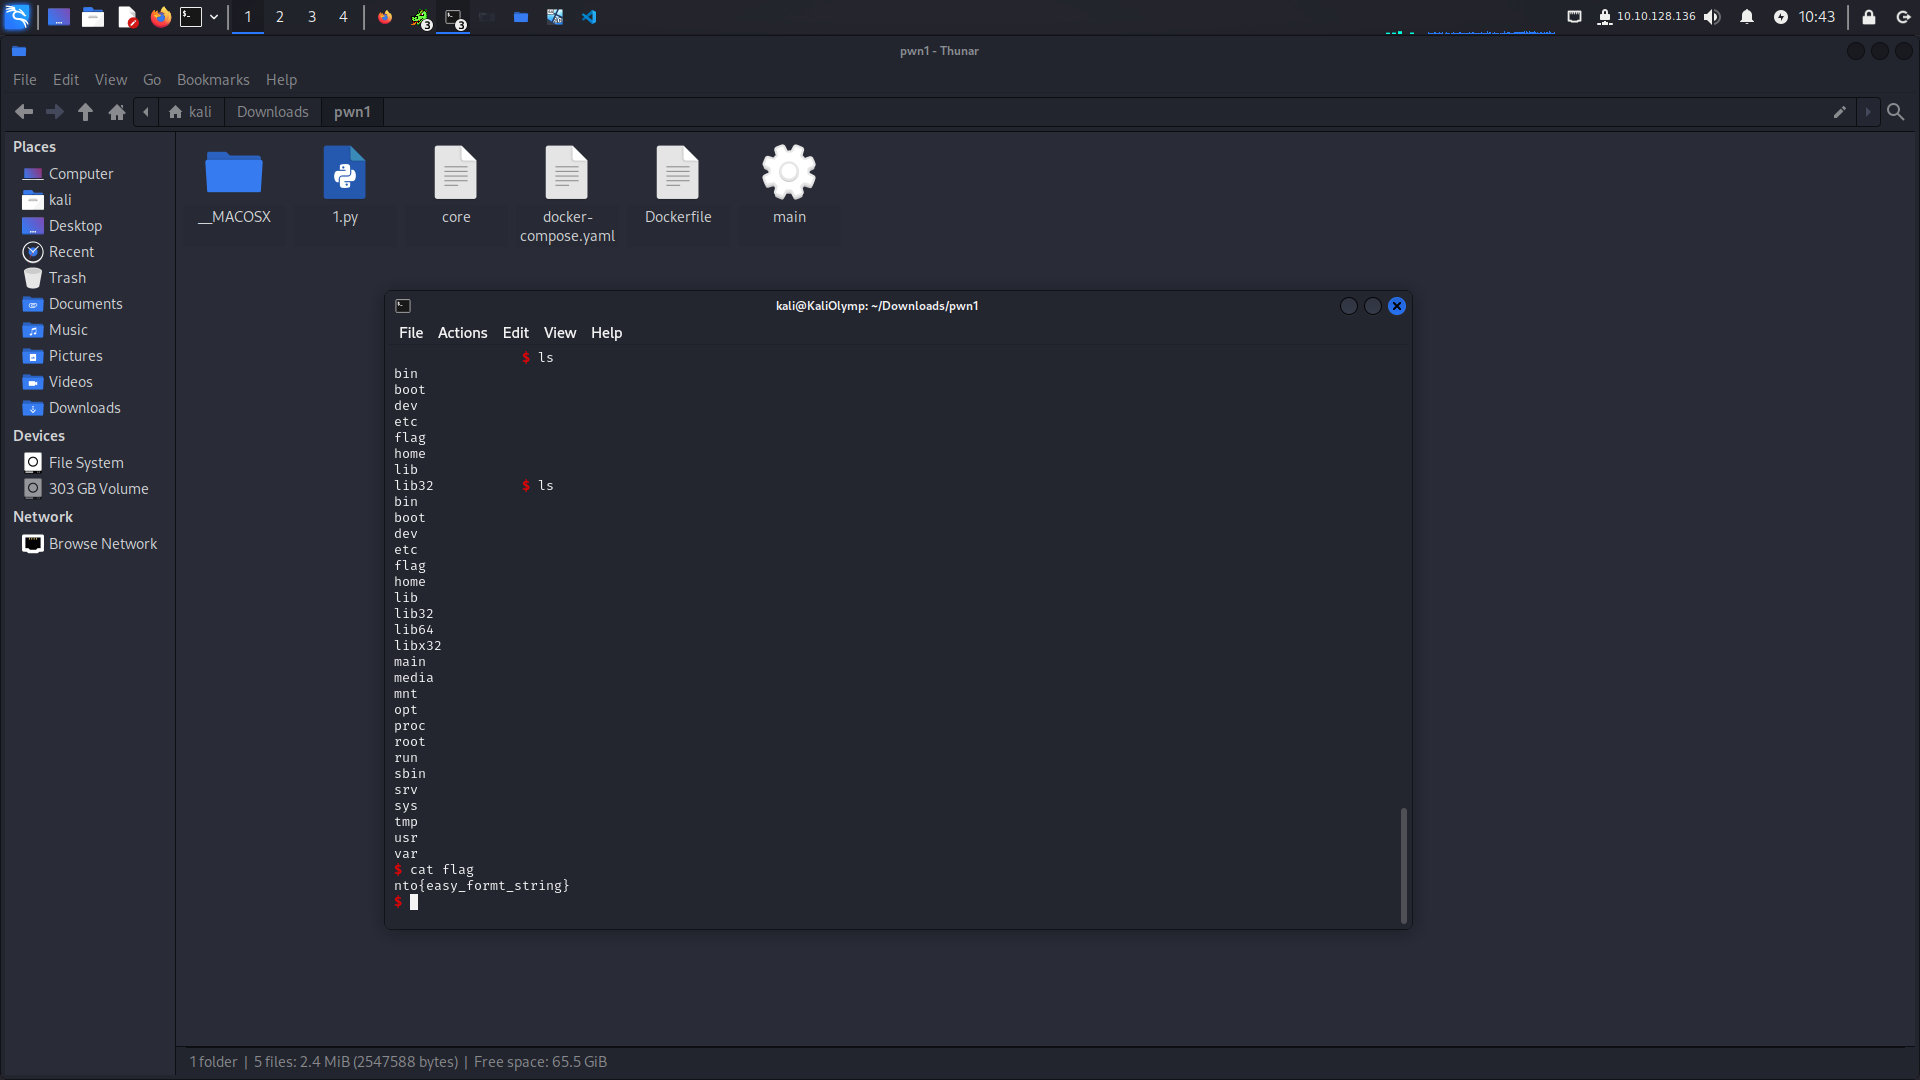 1 2 3 4 3 3 10.10.128.136 10:43
pwn1 - Thunar
File Edit View Go Bookmarks Help
kali Downloads pwn1
Places
Computer
kali
Desktop
Recent
Trash
Documents
Music
Pictures
Videos
Downloads
Devices
File System
303 GB Volume
Network
Browse Network
__MACOSX 1.py core docker- Dockerfile main
compose.yaml
kali@KaliOlymp: ~/Downloads/pwn1
File Actions Edit View Help
$ ls
bin
boot
dev
etc
flag
home
lib
lib32 $ ls
bin
boot
dev
etc
flag
home
lib
lib32
lib64
libx32
main
media
mnt
opt
proc
root
run
sbin
srv
sys
tmp
usr
var
$ cat flag
nto{easy_formt_string}
$
1 folder | 5 files: 2.4 MiB (2547588 bytes) | Free space: 65.5 GiB